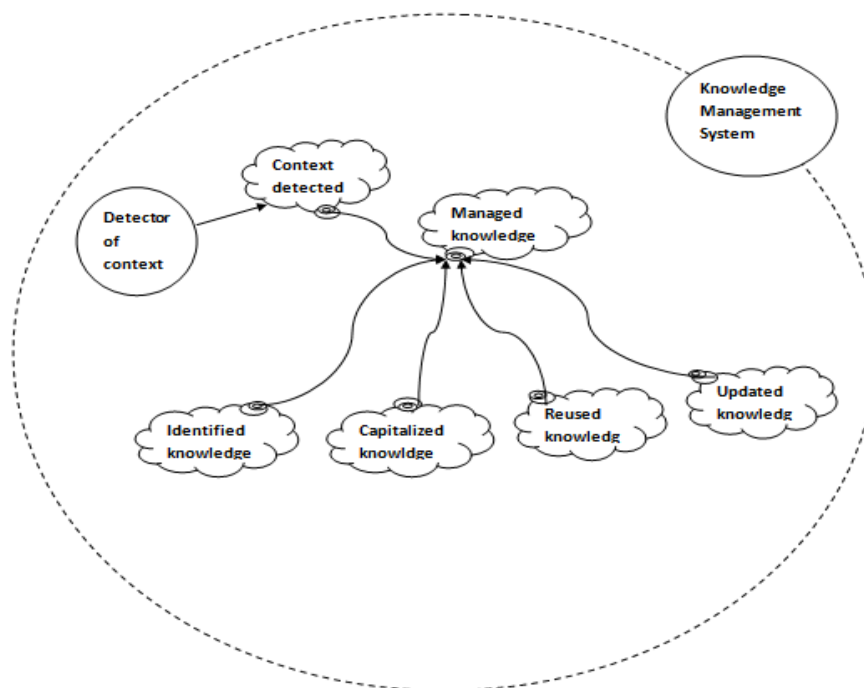 Knowledge
Management
System
Context
detected
Managed
knowledge
Detector
of
context
Identified
knowledge
Capitalized
knowldge
Reused
knowledg
Updated
knowledg